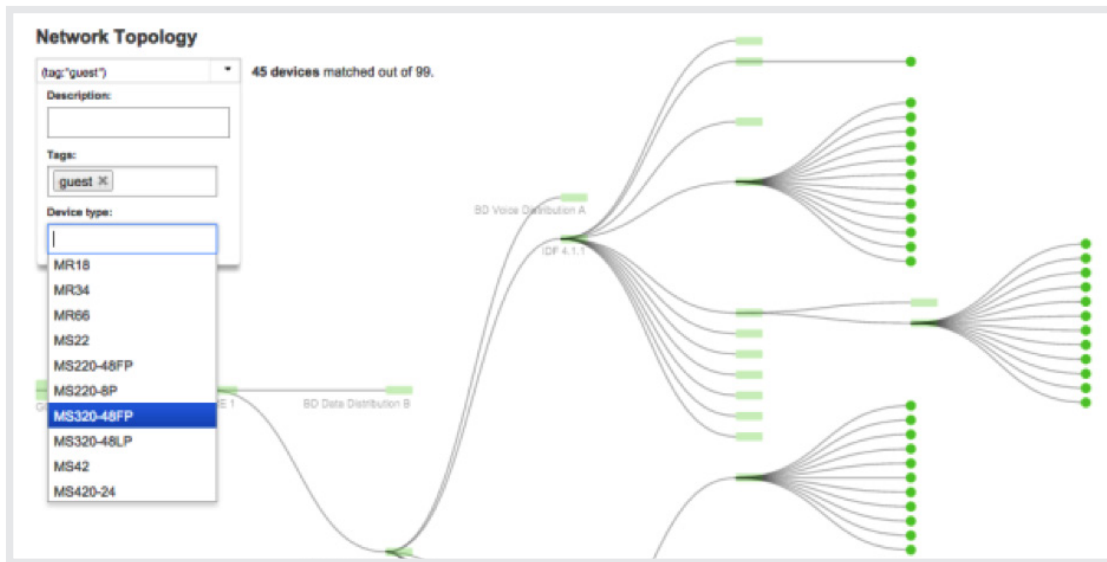 Network Topology
(tag:"guest")
45 devices matched out of 99.
Description:
Tags:
guest ×
Device type:
MR18
MR34
MR66
MS22
MS220-48FP
MS220-8P
MS320-48FP
MS320-48LP
MS42
MS420-24
BD Voice Distribution A
IDF 4.1.1
BD Data Distribution B